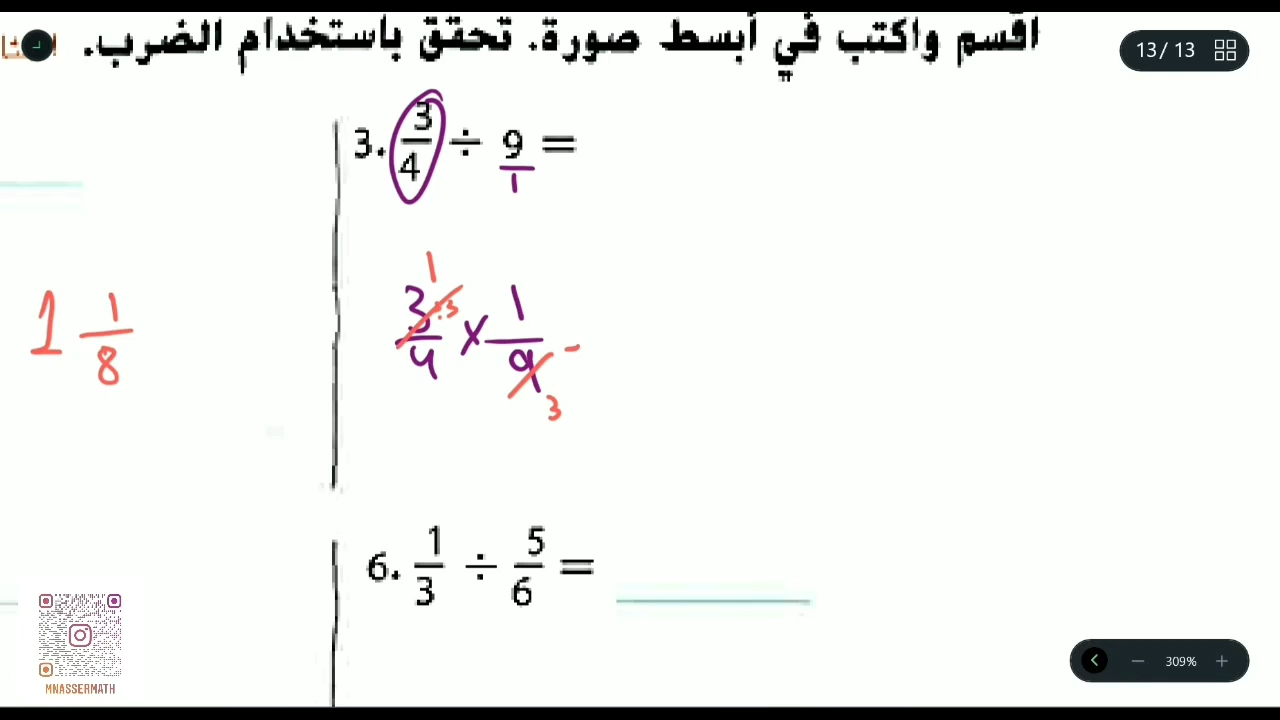 اقسم واكتب في أبسط صورة. تحقق باستخدام الضرب.
13 / 13
3. 3/4 ÷ 9/1 =
3/4 × 1/9
1
÷3
3
1 1/8
6. 1/3 ÷ 5/6 =
MNASSERMATH
309%